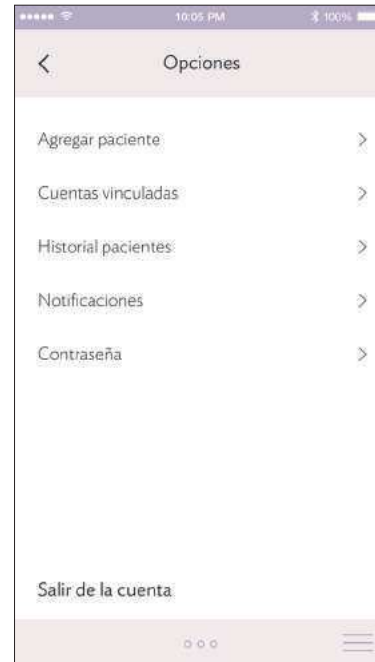 10:05 PM 100%
Opciones
Agregar paciente
Cuentas vinculadas
Historial pacientes
Notificaciones
Contraseña
Salir de la cuenta